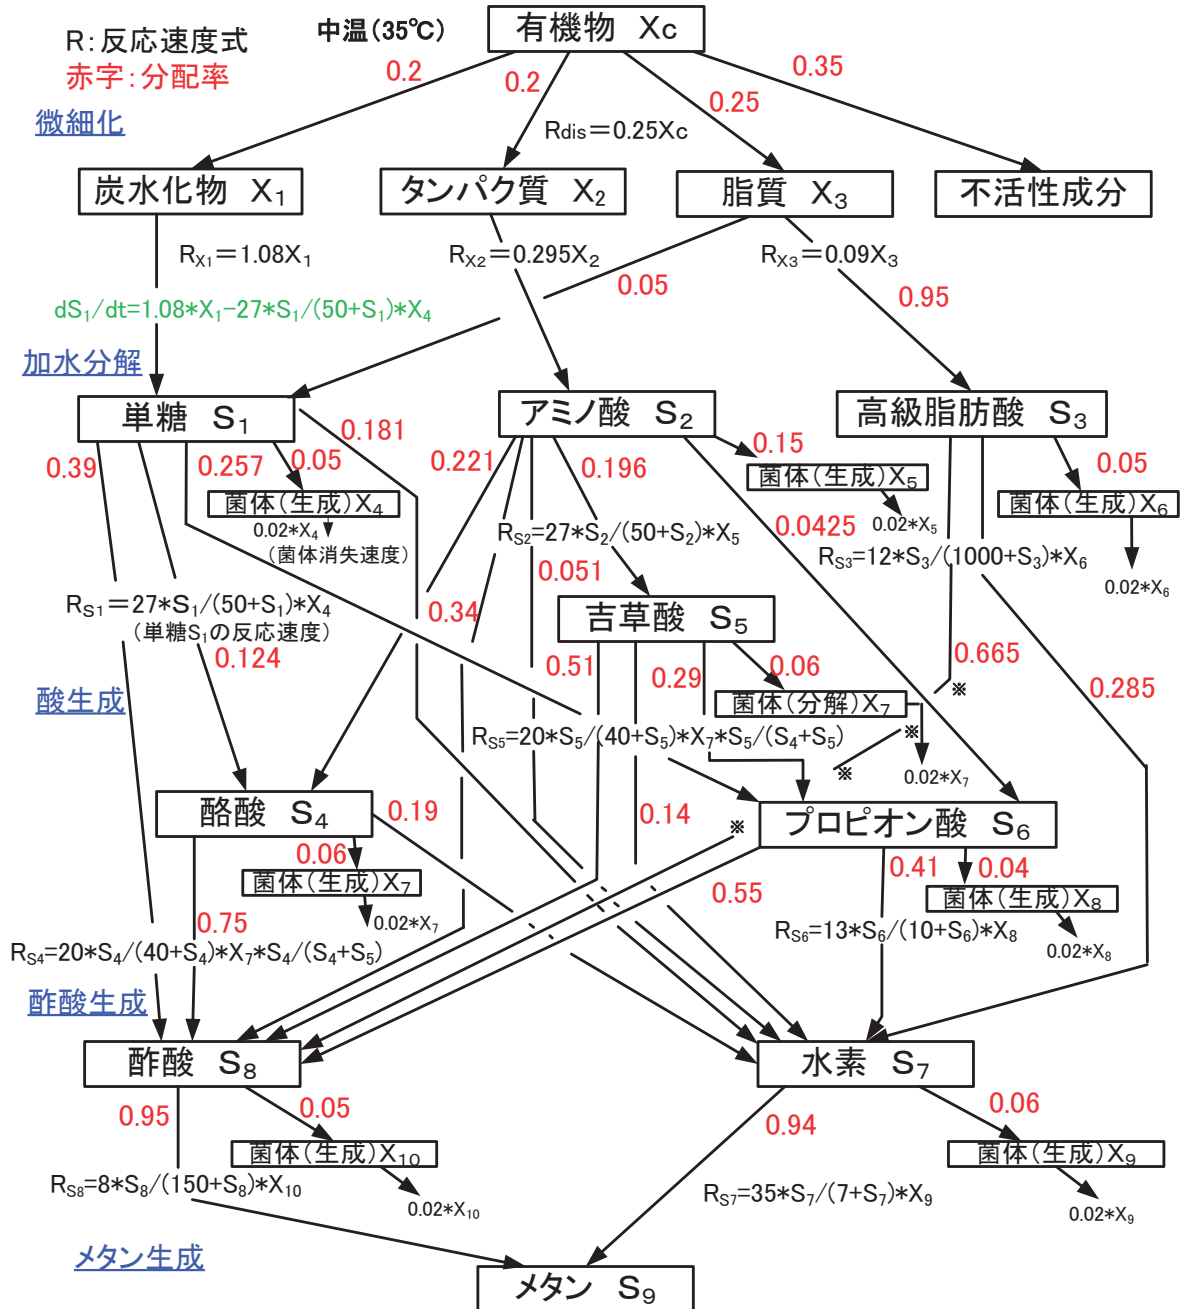 中温(35℃)
有機物 Xc
R:反応速度式
赤字:分配率
0.2
0.2
0.25
0.35
微細化
Rdis=0.25Xc
炭水化物 X1
タンパク質 X2
脂質 X3
不活性成分
RX1=1.08X1
RX2=0.295X2
RX3=0.09X3
0.05
0.95
dS1/dt=1.08*X1-27*S1/(50+S1)*X4
加水分解
単糖 S1
アミノ酸 S2
高級脂肪酸 S3
0.39
0.257
0.05
0.181
0.221
0.196
0.15
0.05
菌体(生成)X4
菌体(生成)X5
菌体(生成)X6
0.02*X4
(菌体消失速度)
0.02*X5
0.02*X6
RS2=27*S2/(50+S2)*X5
0.0425
RS3=12*S3/(1000+S3)*X6
0.051
RS1=27*S1/(50+S1)*X4
(単糖S1の反応速度)
0.34
吉草酸 S5
0.124
0.51
0.29
0.06
0.665
※
0.285
酸生成
菌体(分解)X7
RS5=20*S5/(40+S5)*X7*S5/(S4+S5)
※
※
0.02*X7
酪酸 S4
0.19
0.14
※
プロピオン酸 S6
0.06
菌体(生成)X7
0.02*X7
0.41
0.04
菌体(生成)X8
0.02*X8
0.75
0.55
RS6=13*S6/(10+S6)*X8
RS4=20*S4/(40+S4)*X7*S4/(S4+S5)
酢酸生成
酢酸 S8
水素 S7
0.95
0.05
0.94
0.06
菌体(生成)X10
菌体(生成)X9
RS8=8*S8/(150+S8)*X10
0.02*X10
RS7=35*S7/(7+S7)*X9
0.02*X9
メタン生成
メタン S9